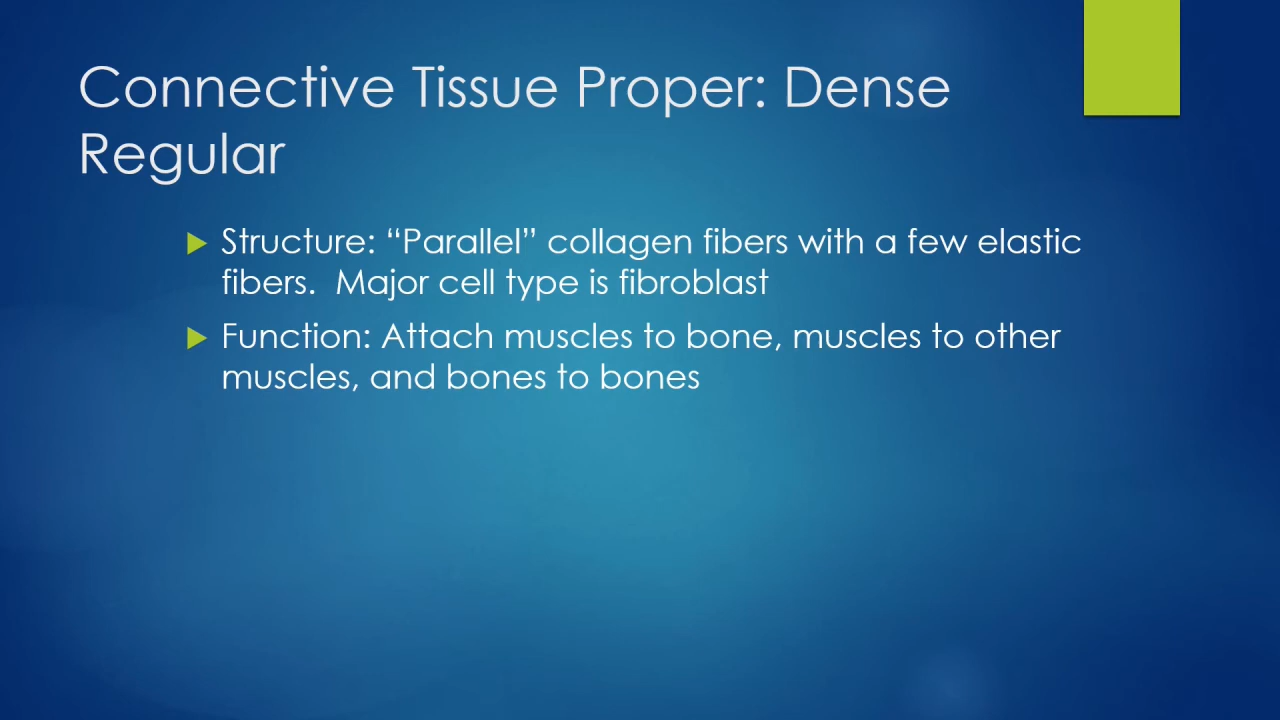 Connective Tissue Proper: Dense
Regular
Structure: “Parallel” collagen fibers with a few elastic
fibers.  Major cell type is fibroblast
Function: Attach muscles to bone, muscles to other
muscles, and bones to bones